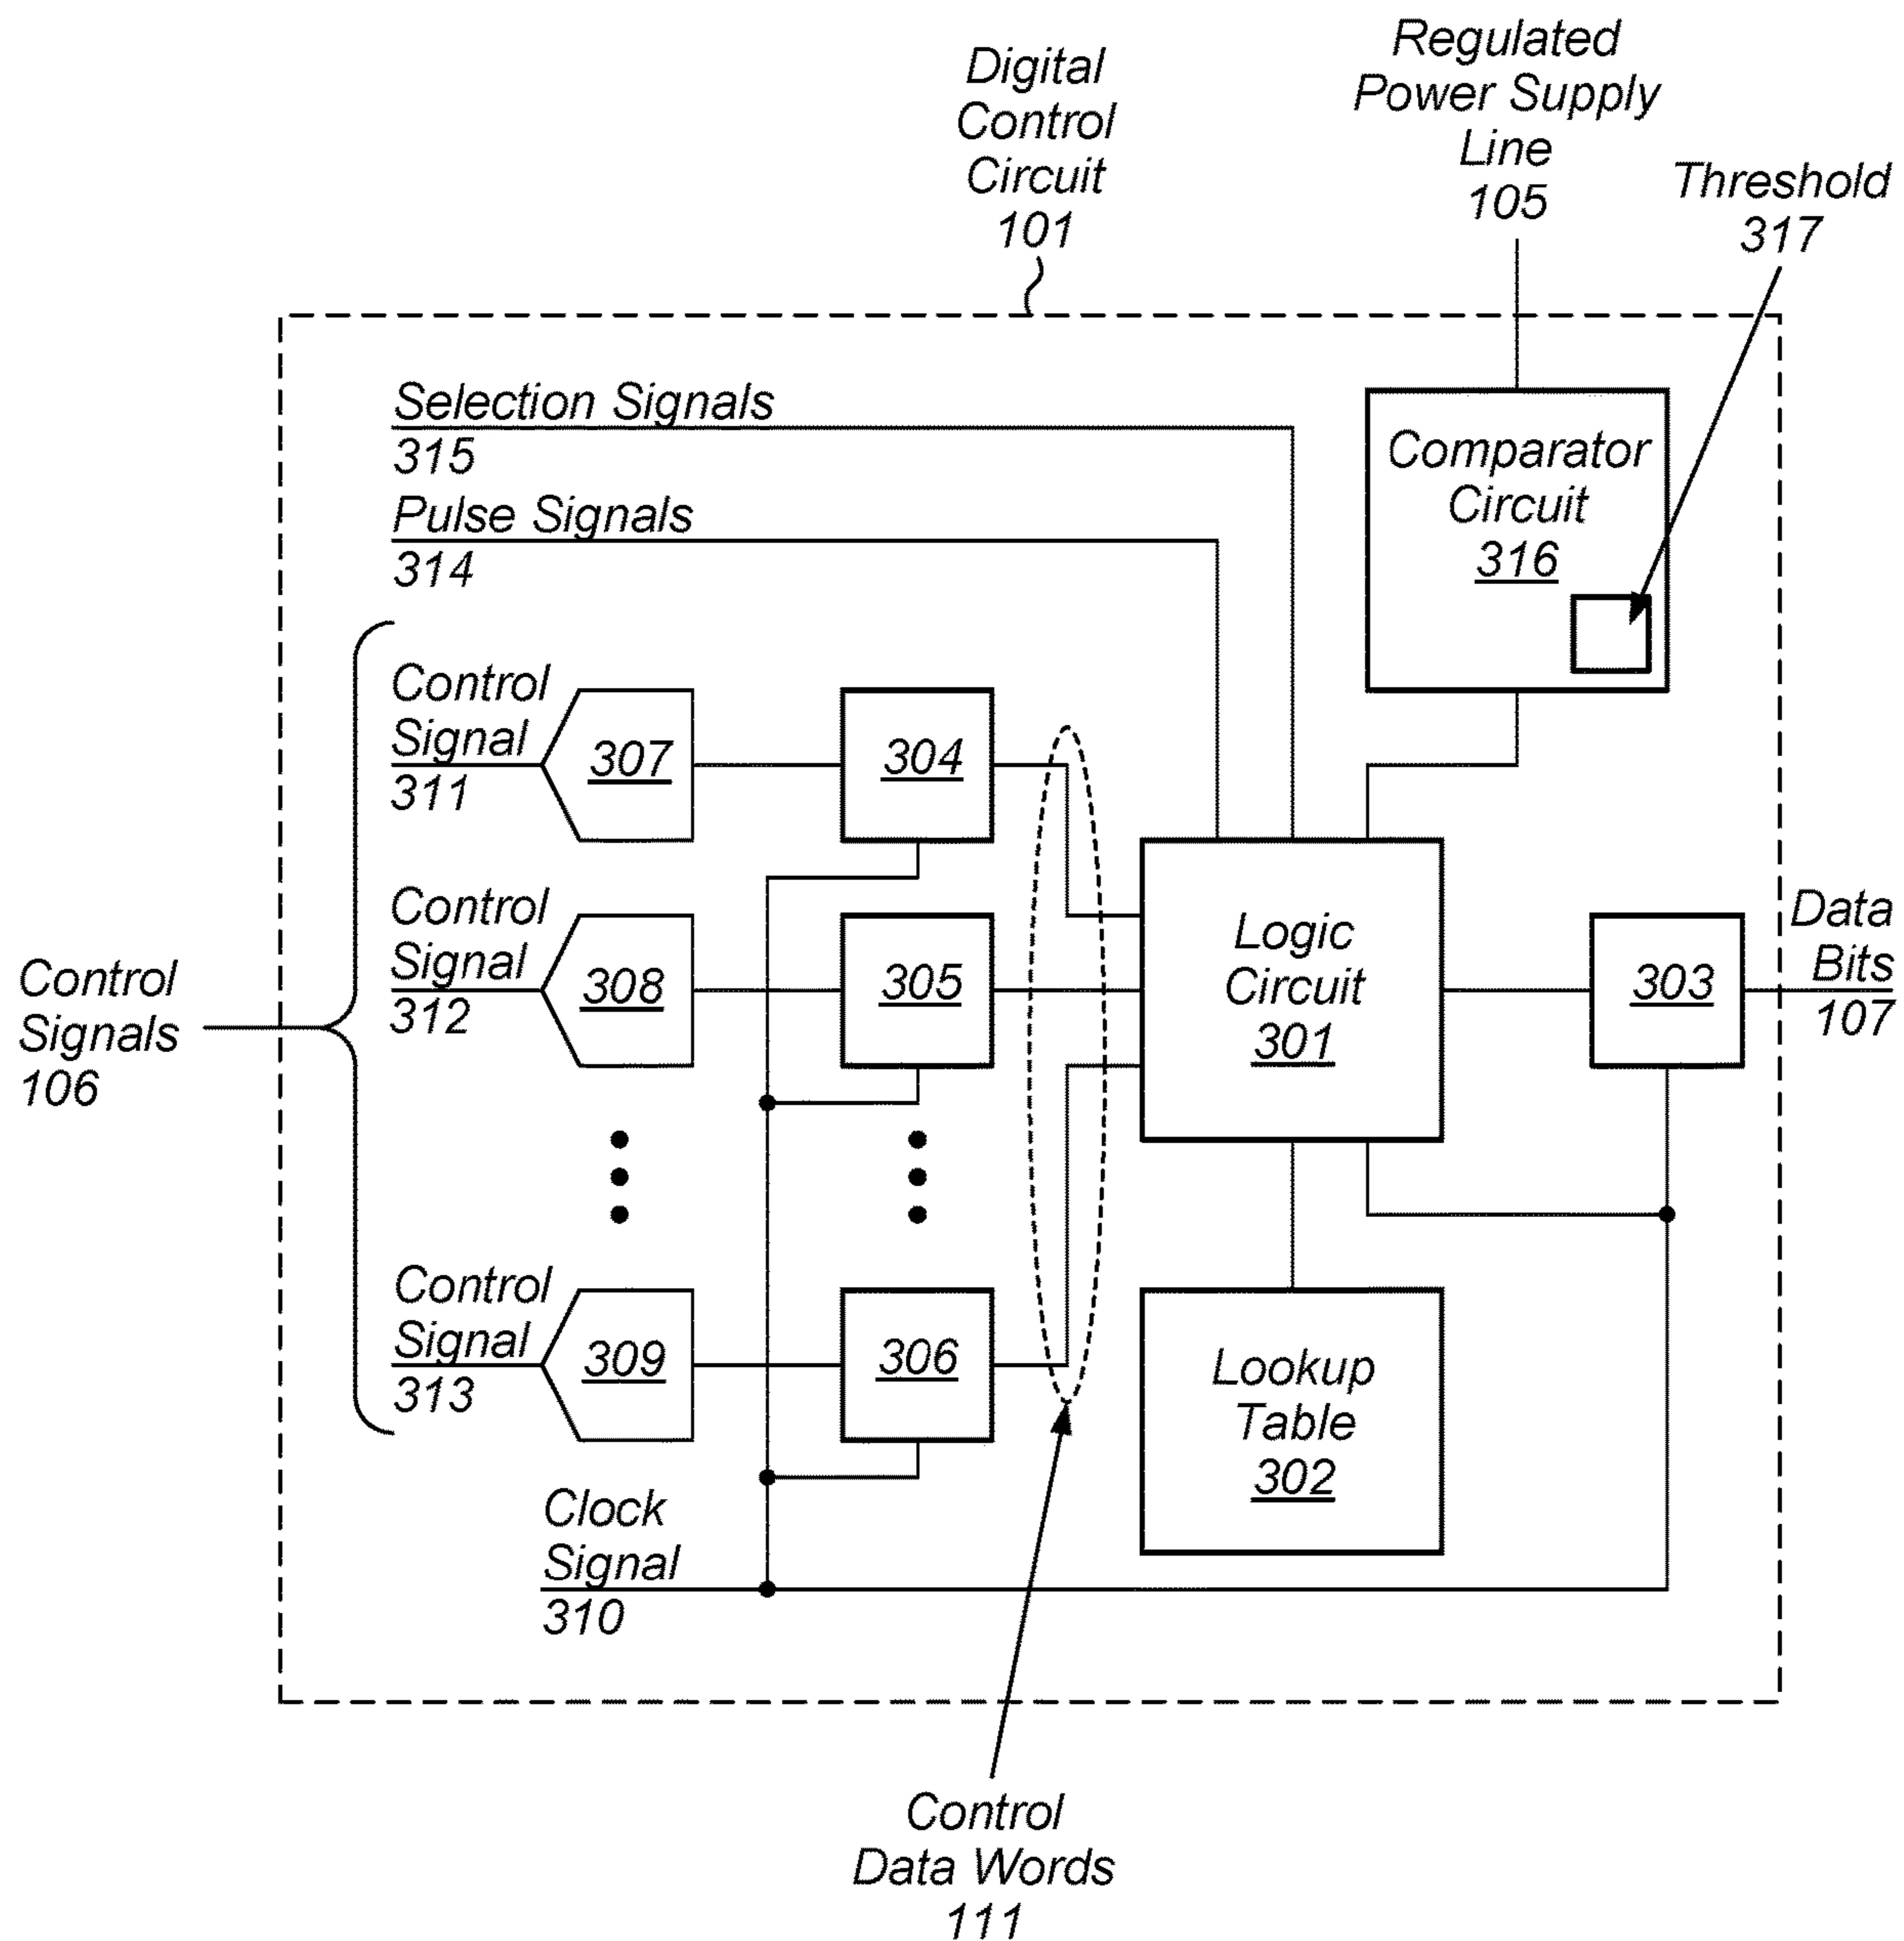 Digital
Control
Circuit
101
Regulated
Power Supply
Line
105
Threshold
317
Selection Signals
315
Pulse Signals
314
Comparator
Circuit
316
Control
Signal
311
307
304
Control
Signal
312
308
305
Logic
Circuit
301
303
Data
Bits
107
Control
Signals
106
Control
Signal
313
309
306
Lookup
Table
302
Clock
Signal
310
Control
Data Words
111